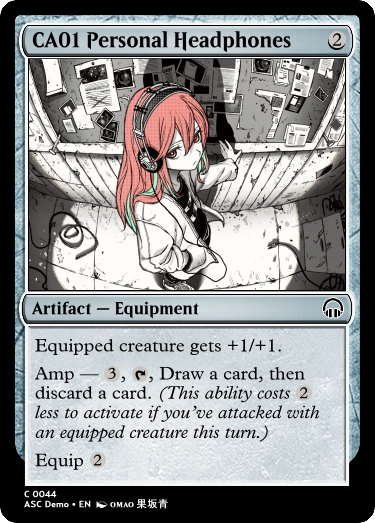 CA01 Personal Headphones 2
Artifact — Equipment
Equipped creature gets +1/+1.
Amp — 3, Draw a card, then
discard a card. (This ability costs 2
less to activate if you've attacked with
an equipped creature this turn.)
Equip 2
C 0044
ASC Demo • EN OMAO 果坂青